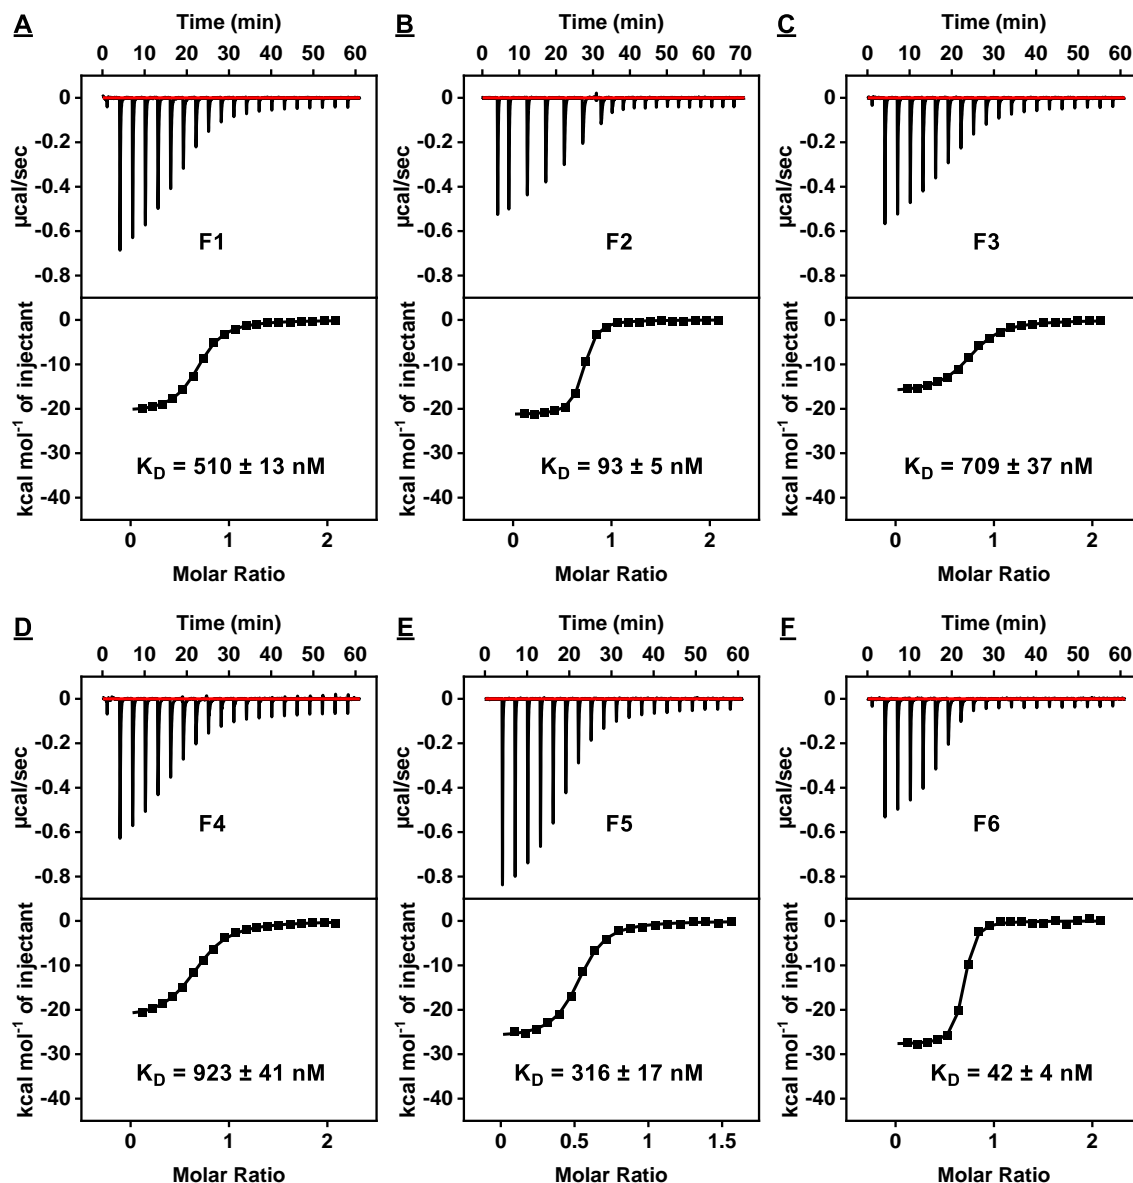 A Time (min) B Time (min) C Time (min)
0 10 20 30 40 50 60 0 10 20 30 40 50 60 70 0 10 20 30 40 50 60
0 0 0
-0.2 -0.2 -0.2
-0.4 -0.4 -0.4
-0.6 -0.6 -0.6
-0.8 -0.8 -0.8
µcal/sec µcal/sec µcal/sec
F1 F2 F3
0 0 0
-10 -10 -10
-20 -20 -20
-30 -30 -30
-40 -40 -40
kcal mol⁻¹ of injectant kcal mol⁻¹ of injectant kcal mol⁻¹ of injectant
K_D = 510 ± 13 nM K_D = 93 ± 5 nM K_D = 709 ± 37 nM
0 1 2 0 1 2 0 1 2
Molar Ratio Molar Ratio Molar Ratio
D Time (min) E Time (min) F Time (min)
0 10 20 30 40 50 60 0 10 20 30 40 50 60 0 10 20 30 40 50 60
0 0 0
-0.2 -0.2 -0.2
-0.4 -0.4 -0.4
-0.6 -0.6 -0.6
-0.8 -0.8 -0.8
µcal/sec µcal/sec µcal/sec
F4 F5 F6
0 0 0
-10 -10 -10
-20 -20 -20
-30 -30 -30
-40 -40 -40
kcal mol⁻¹ of injectant kcal mol⁻¹ of injectant kcal mol⁻¹ of injectant
K_D = 923 ± 41 nM K_D = 316 ± 17 nM K_D = 42 ± 4 nM
0 1 2 0 0.5 1 1.5 0 1 2
Molar Ratio Molar Ratio Molar Ratio